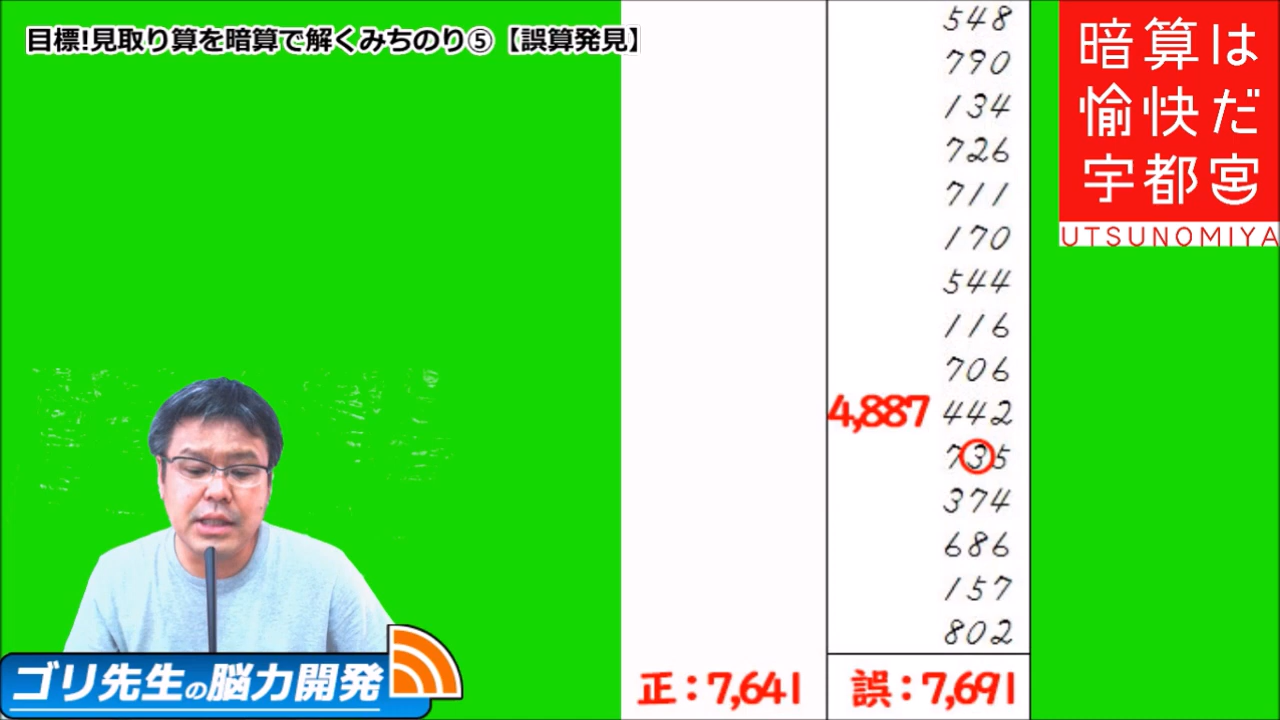 目標!見取り算を暗算で解くみちのり⑤【誤算発見】
548
790
134
726
711
170
544
116
706
4,887 442
735
374
686
157
802
正:7,641
誤:7,691
暗算は
愉快だ
宇都宮
UTSUNOMIYA
ゴリ先生の脳力開発